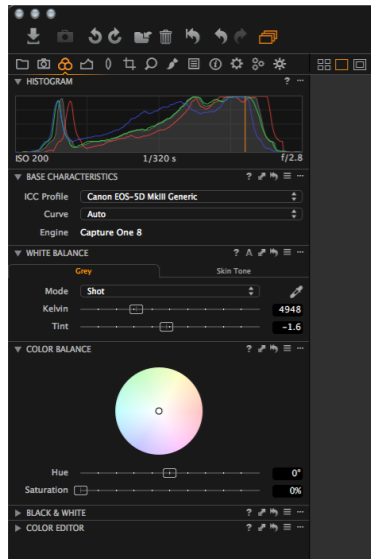 HISTOGRAM ? ...
ISO 200 1/320 s f/2.8
BASE CHARACTERISTICS ? ...
ICC Profile Canon EOS-5D MkIII Generic
Curve Auto
Engine Capture One 8
WHITE BALANCE ? A ...
Grey Skin Tone
Mode Shot
Kelvin 4948
Tint -1.6
COLOR BALANCE ? ...
Hue 0°
Saturation 0%
BLACK & WHITE ? ...
COLOR EDITOR ? ...